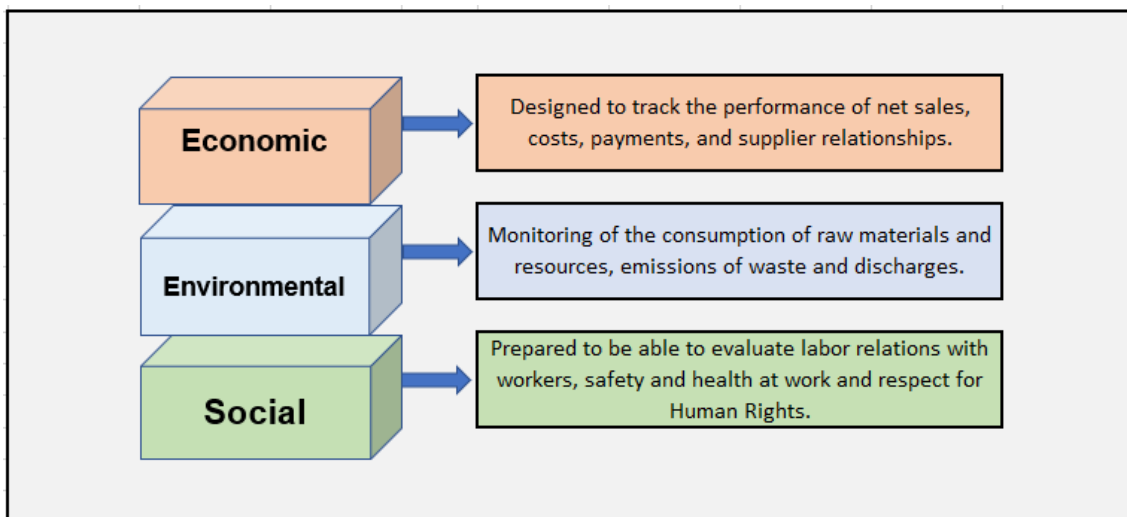 Economic
Designed to track the performance of net sales,
costs, payments, and supplier relationships.
Environmental
Monitoring of the consumption of raw materials and
resources, emissions of waste and discharges.
Social
Prepared to be able to evaluate labor relations with
workers, safety and health at work and respect for
Human Rights.